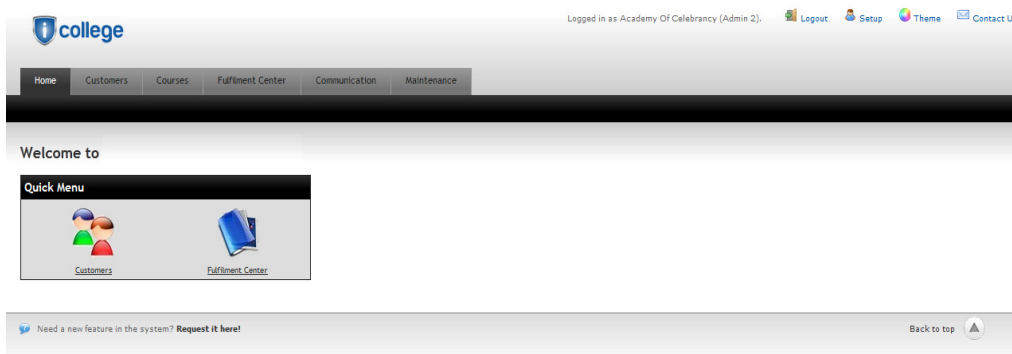 Logged in as Academy Of Celebrancy (Admin 2). Logout Setup Theme Contact U
i college
Home Customers Courses Fulfilment Center Communication Maintenance
Welcome to
Quick Menu
Customers Fulfilment Center
Need a new feature in the system? Request it here! Back to top